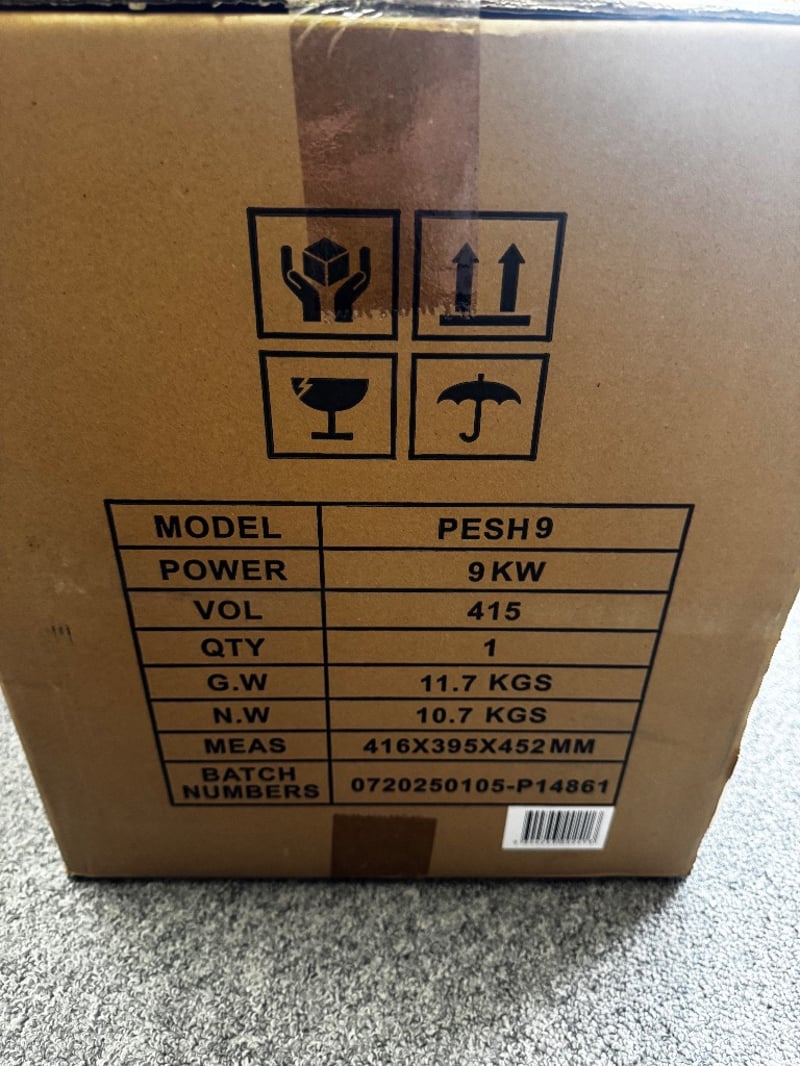 MODEL PESH9
POWER 9KW
VOL 415
QTY 1
G.W 11.7 KGS
N.W 10.7 KGS
MEAS 416X395X452MM
BATCH
NUMBERS 0720250105-P14861